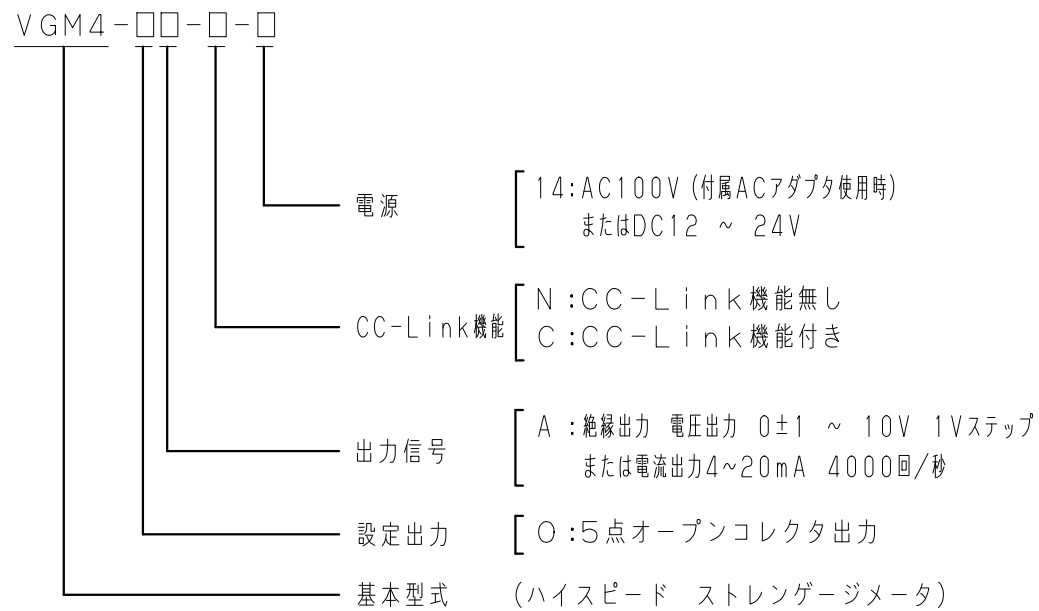 VGM4-□□-□-□
電源
14:AC100V (付属ACアダプタ使用時)
またはDC12 ~ 24V
CC-Link機能
N:CC-Link機能無し
C:CC-Link機能付き
出力信号
A:絶縁出力 電圧出力 0±1 ~ 10V 1Vステップ
または電流出力4~20mA 4000回/秒
設定出力
O:5点オープンコレクタ出力
基本型式 (ハイスピード ストレンゲージメータ)